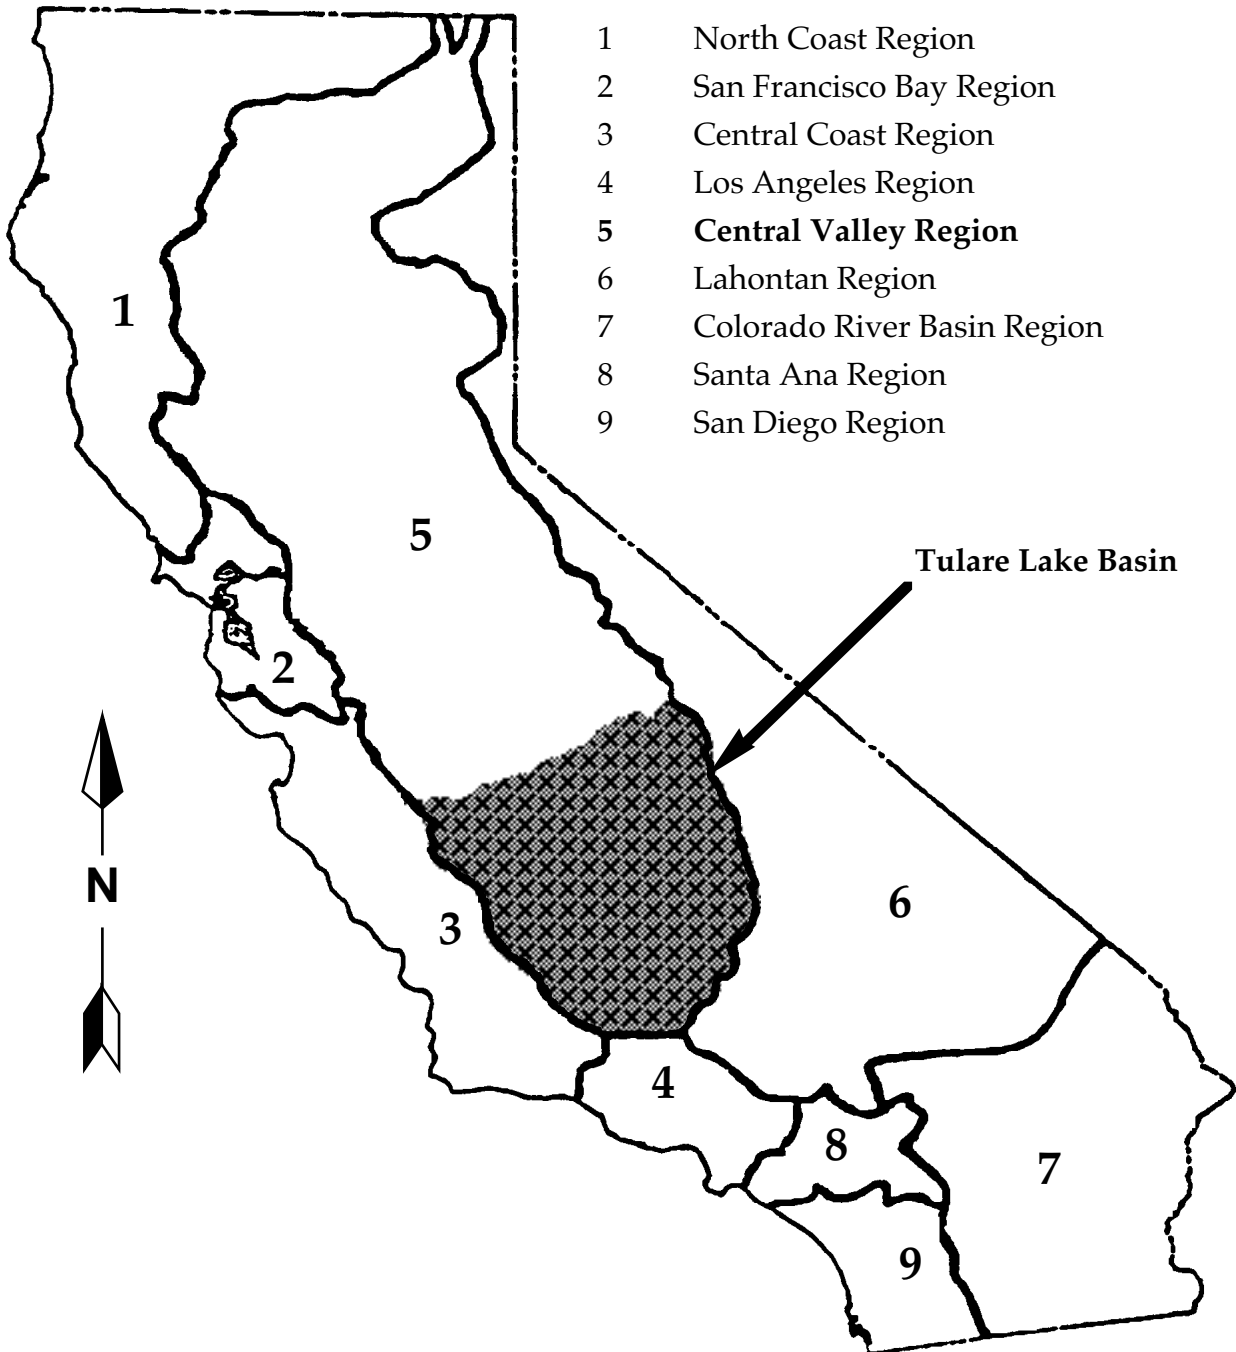 1 North Coast Region
2 San Francisco Bay Region
3 Central Coast Region
4 Los Angeles Region
5 Central Valley Region
6 Lahontan Region
7 Colorado River Basin Region
8 Santa Ana Region
9 San Diego Region
1
5
Tulare Lake Basin
2
N
3
6
4
8
7
9